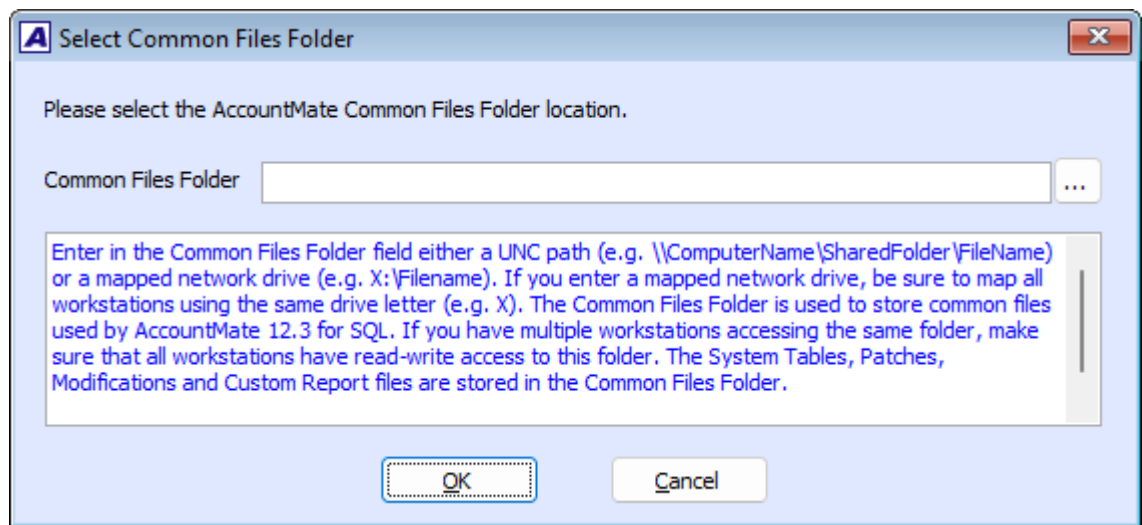 A Select Common Files Folder
Please select the AccountMate Common Files Folder location.
Common Files Folder ...
Enter in the Common Files Folder field either a UNC path (e.g. \\ComputerName\SharedFolder\FileName)
or a mapped network drive (e.g. X:\Filename). If you enter a mapped network drive, be sure to map all
workstations using the same drive letter (e.g. X). The Common Files Folder is used to store common files
used by AccountMate 12.3 for SQL. If you have multiple workstations accessing the same folder, make
sure that all workstations have read-write access to this folder. The System Tables, Patches,
Modifications and Custom Report files are stored in the Common Files Folder.
OK Cancel